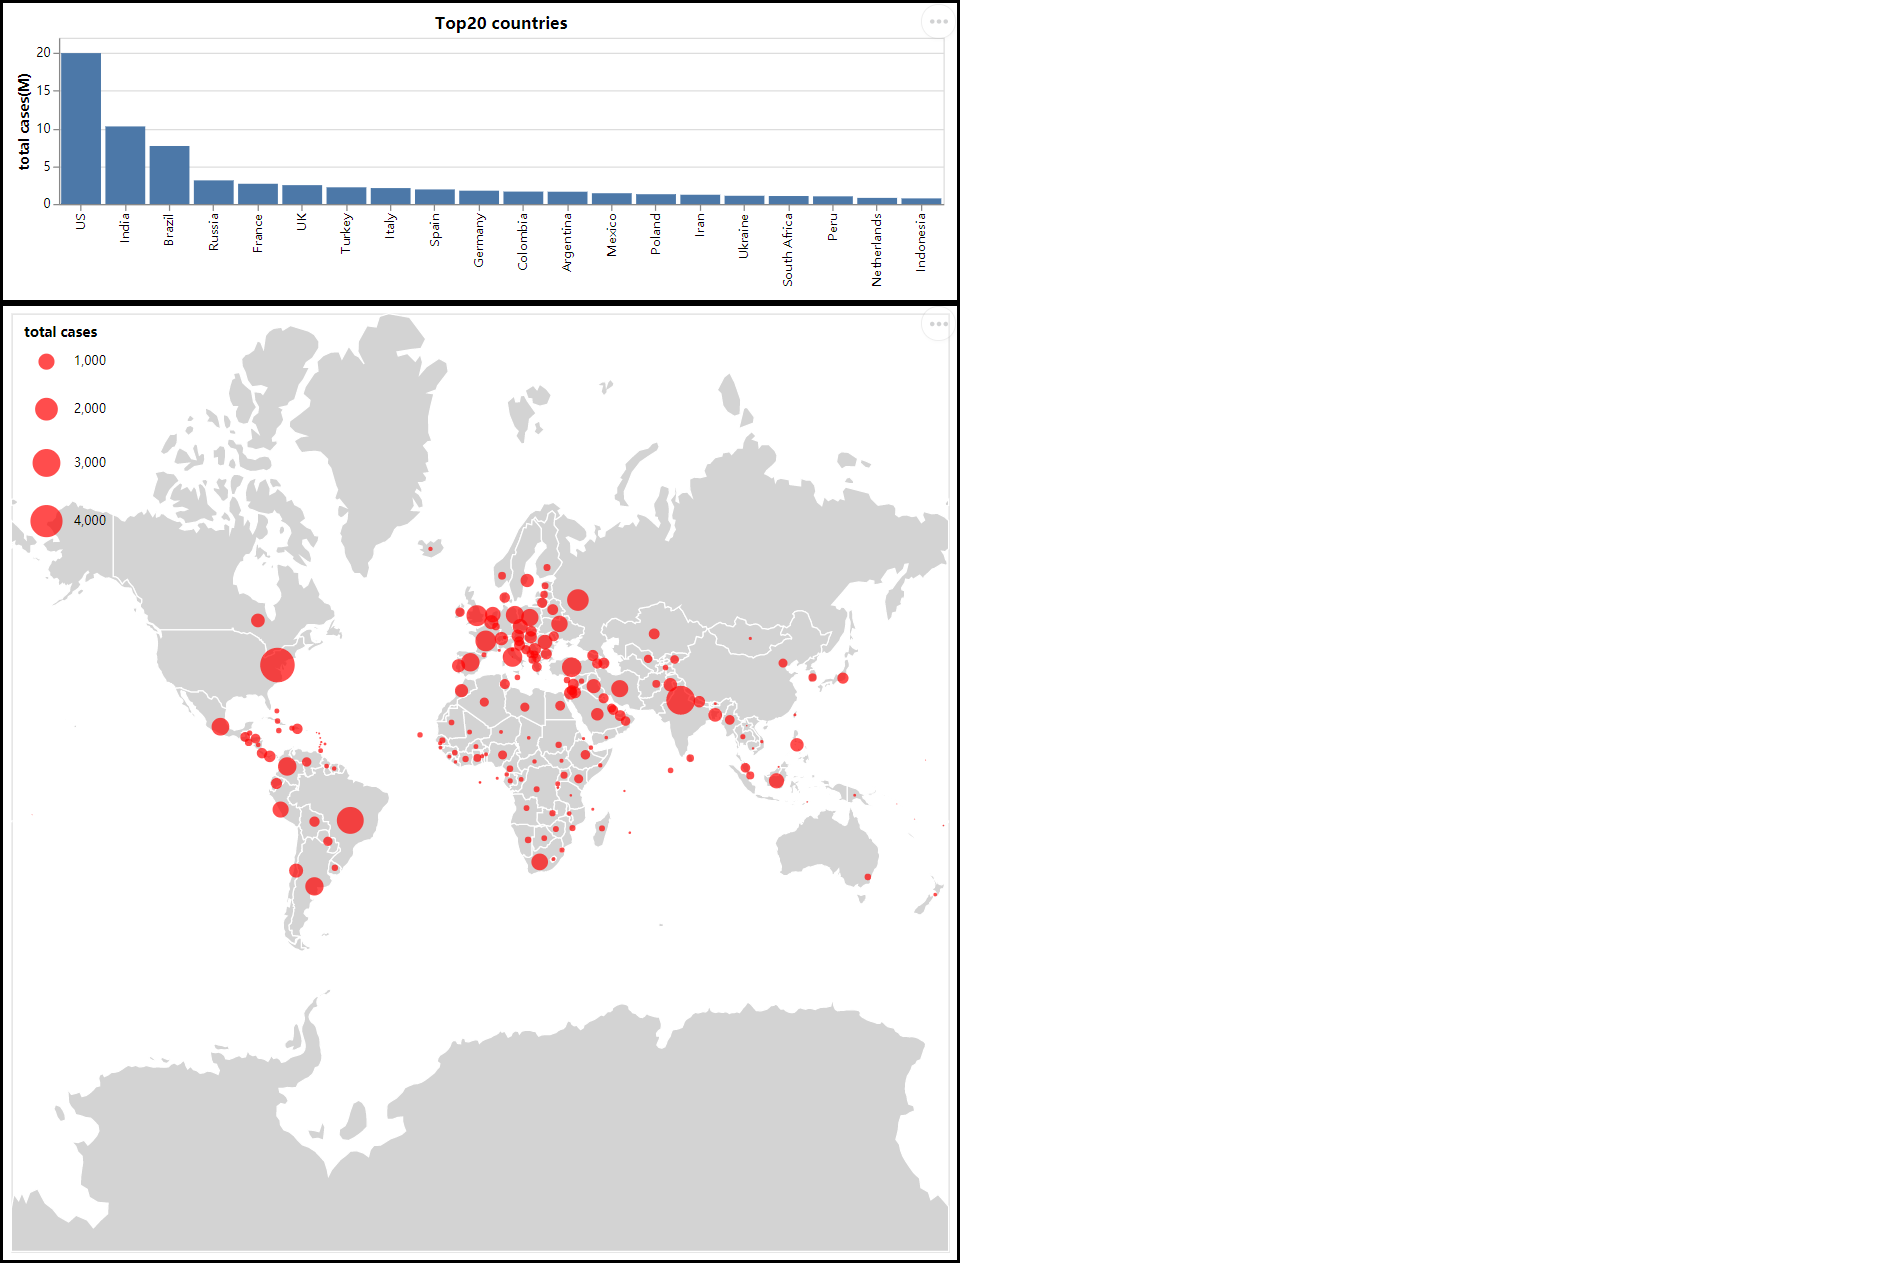 Top20 countries
total cases(M)
20
15
10
5
0
US
India
Brazil
Russia
France
UK
Turkey
Italy
Spain
Germany
Colombia
Argentina
Mexico
Poland
Iran
Ukraine
South Africa
Peru
Netherlands
Indonesia
total cases
1,000
2,000
3,000
4,000